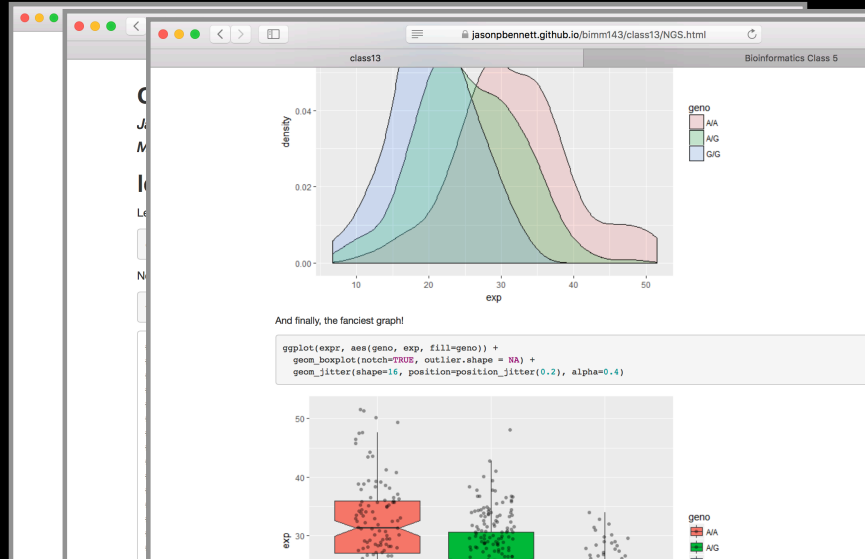 jasonpbennett.github.io/bimm143/class13/NGS.html
class13
Bioinformatics Class 5
density
0.04
0.02
0.00
10
20
30
40
50
exp
geno
A/A
A/G
G/G
And finally, the fanciest graph!
ggplot(expr, aes(geno, exp, fill=geno)) +
geom_boxplot(notch=TRUE, outlier.shape = NA) +
geom_jitter(shape=16, position=position_jitter(0.2), alpha=0.4)
50
40
30
exp
geno
A/A
A/G